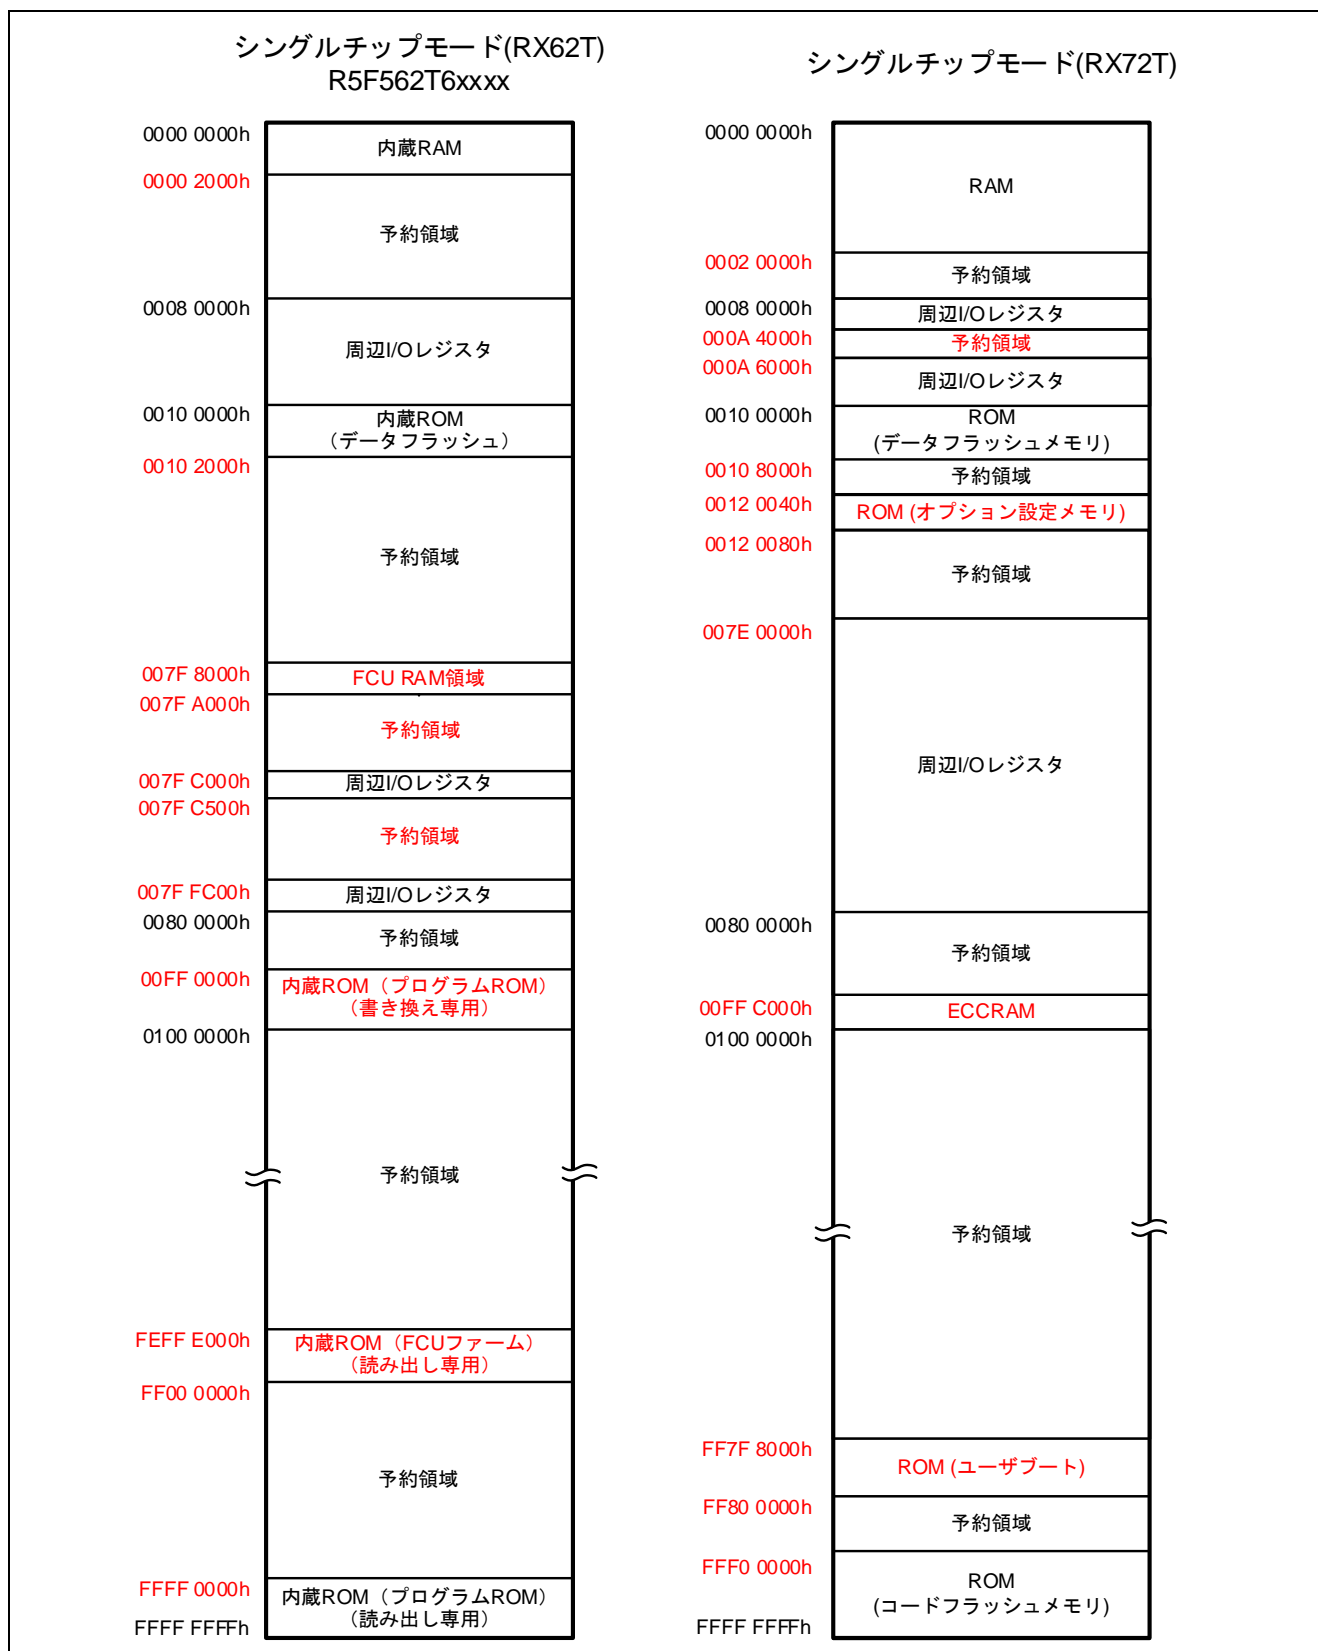 シングルチップモード(RX62T)
R5F562T6xxxx
0000 0000h
内蔵RAM
0000 2000h
予約領域
0008 0000h
周辺I/Oレジスタ
0010 0000h
内蔵ROM
（データフラッシュ）
0010 2000h
予約領域
007F 8000h
FCU RAM領域
007F A000h
予約領域
007F C000h
周辺I/Oレジスタ
007F C500h
予約領域
007F FC00h
周辺I/Oレジスタ
0080 0000h
予約領域
00FF 0000h
内蔵ROM（プログラムROM）
（書き換え専用）
0100 0000h
予約領域
FEFF E000h
内蔵ROM（FCUファーム）
（読み出し専用）
FF00 0000h
予約領域
FFFF 0000h
内蔵ROM（プログラムROM）
（読み出し専用）
FFFF FFFFh
シングルチップモード(RX72T)
0000 0000h
RAM
0002 0000h
予約領域
0008 0000h
周辺I/Oレジスタ
000A 4000h
予約領域
000A 6000h
周辺I/Oレジスタ
0010 0000h
ROM
(データフラッシュメモリ)
0010 8000h
予約領域
0012 0040h
ROM (オプション設定メモリ)
0012 0080h
予約領域
007E 0000h
周辺I/Oレジスタ
0080 0000h
予約領域
00FF C000h
ECCRAM
0100 0000h
予約領域
FF7F 8000h
ROM (ユーザブート)
FF80 0000h
予約領域
FFF0 0000h
ROM
(コードフラッシュメモリ)
FFFF FFFFh